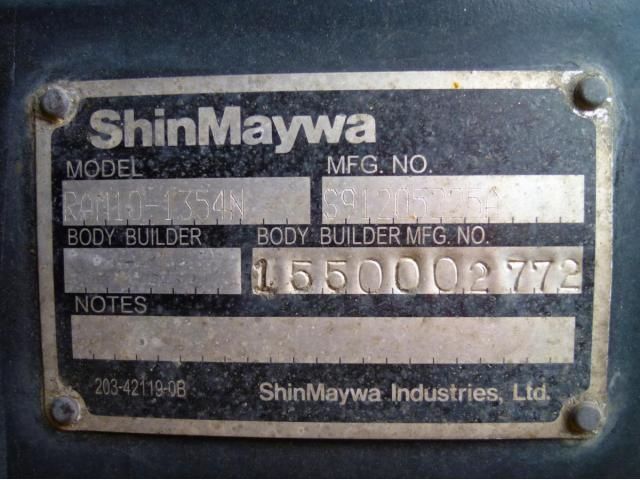 ShinMaywa
MODEL MFG. NO.
RAM10-1354N
BODY BUILDER BODY BUILDER MFG. NO.
1550002772
NOTES
203-42119-0B ShinMaywa Industries, Ltd.